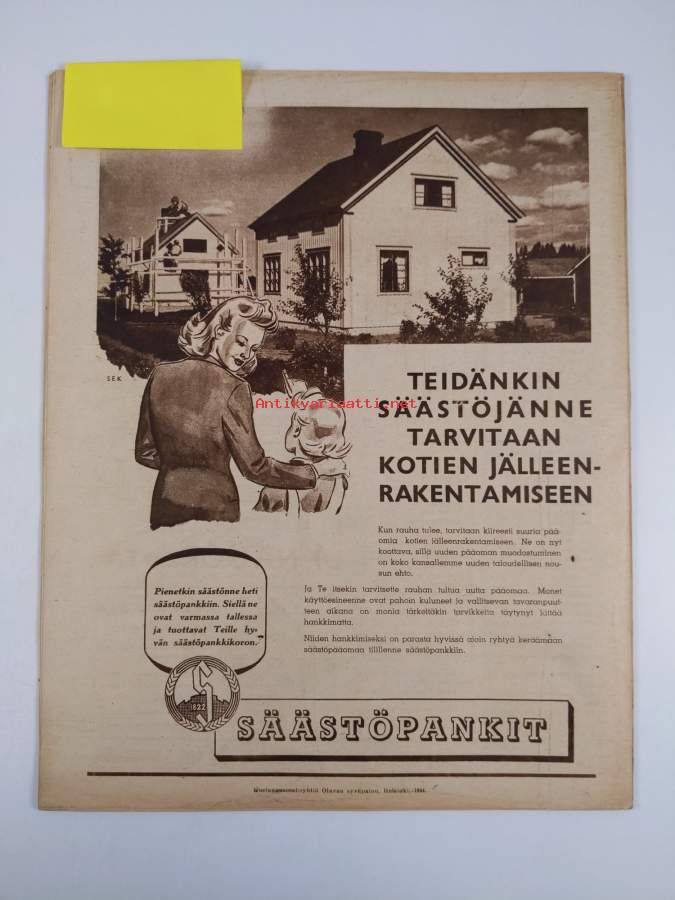 SEK
Antikvariaatti.net
TEIDÄNKIN
SÄÄSTÖJÄNNE
TARVITAAN
KOTIEN JÄLLEEN-
RAKENTAMISEEN
Kun rauha tulee, tarvitaan kiireesti suuria pää-
omia kotien jälleenrakentamiseen. Ne on nyt
koottava, sillä uuden pääoman muodostuminen
on koko kansallemme uuden taloudellisen nou-
sun ehto.
Ja Te itsekin tarvitsette rauhan tultua uutta pääomaa. Monet
käyttöesineenne ovat pahoin kuluneet ja vallitsevan tavaranpuut-
teen aikana on monia tärkeitäkin tarvikkeita täytynyt jättää
hankkimatta.
Niiden hankkimiseksi on parasta hyvissä ajoin ryhtyä keräämään
säästöpääomaa tilillenne säästöpankkiin.
Pienetkin säästönne heti
säästöpankkiin. Siellä ne
ovat varmassa tallessa
ja tuottavat Teille hy-
vän säästöpankkikoron.
1822
SÄÄSTÖPANKIT
Olavan syväpaino, Helsinki,